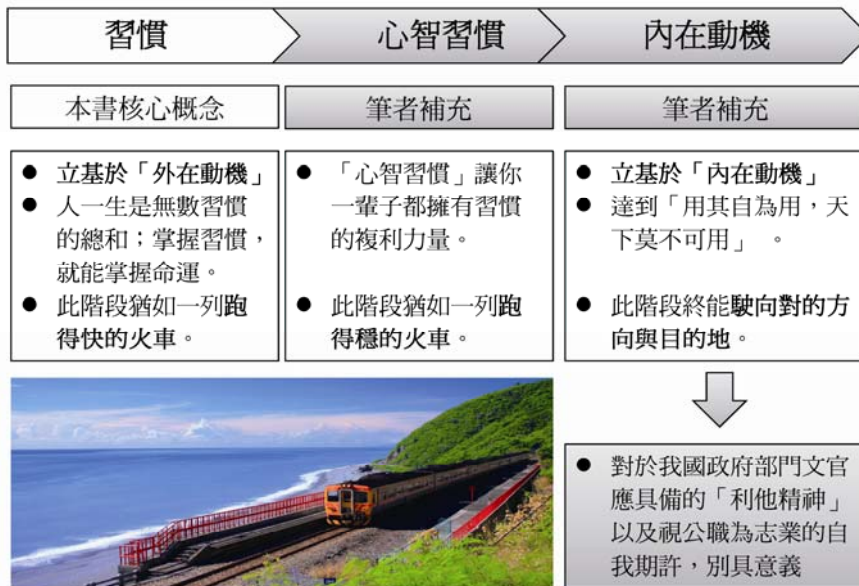 習慣
心智習慣
內在動機
本書核心概念
筆者補充
筆者補充
● 立基於「外在動機」
● 人一生是無數習慣
的總和；掌握習慣，
就能掌握命運。
● 此階段猶如一列跑
得快的火車。
● 「心智習慣」讓你
一輩子都擁有習慣
的複利力量。
● 此階段猶如一列跑
得穩的火車。
● 立基於「內在動機」
● 達到「用其自為用，天
下莫不可用」 。
● 此階段終能駛向對的方
向與目的地。
● 對於我國政府部門文官
應具備的「利他精神」
以及視公職為志業的自
我期許，別具意義